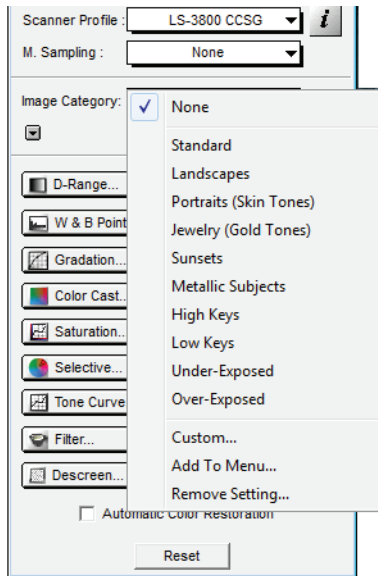 Scanner Profile : LS-3800 CCSG i
M. Sampling : None
Image Category:
None
Standard
Landscapes
Portraits (Skin Tones)
Jewelry (Gold Tones)
Sunsets
Metallic Subjects
High Keys
Low Keys
Under-Exposed
Over-Exposed
Custom...
Add To Menu...
Remove Setting...
D-Range...
W & B Point
Gradation...
Color Cast..
Saturation..
Selective...
Tone Curve
Filter...
Descreen...
Automatic Color Restoration
Reset